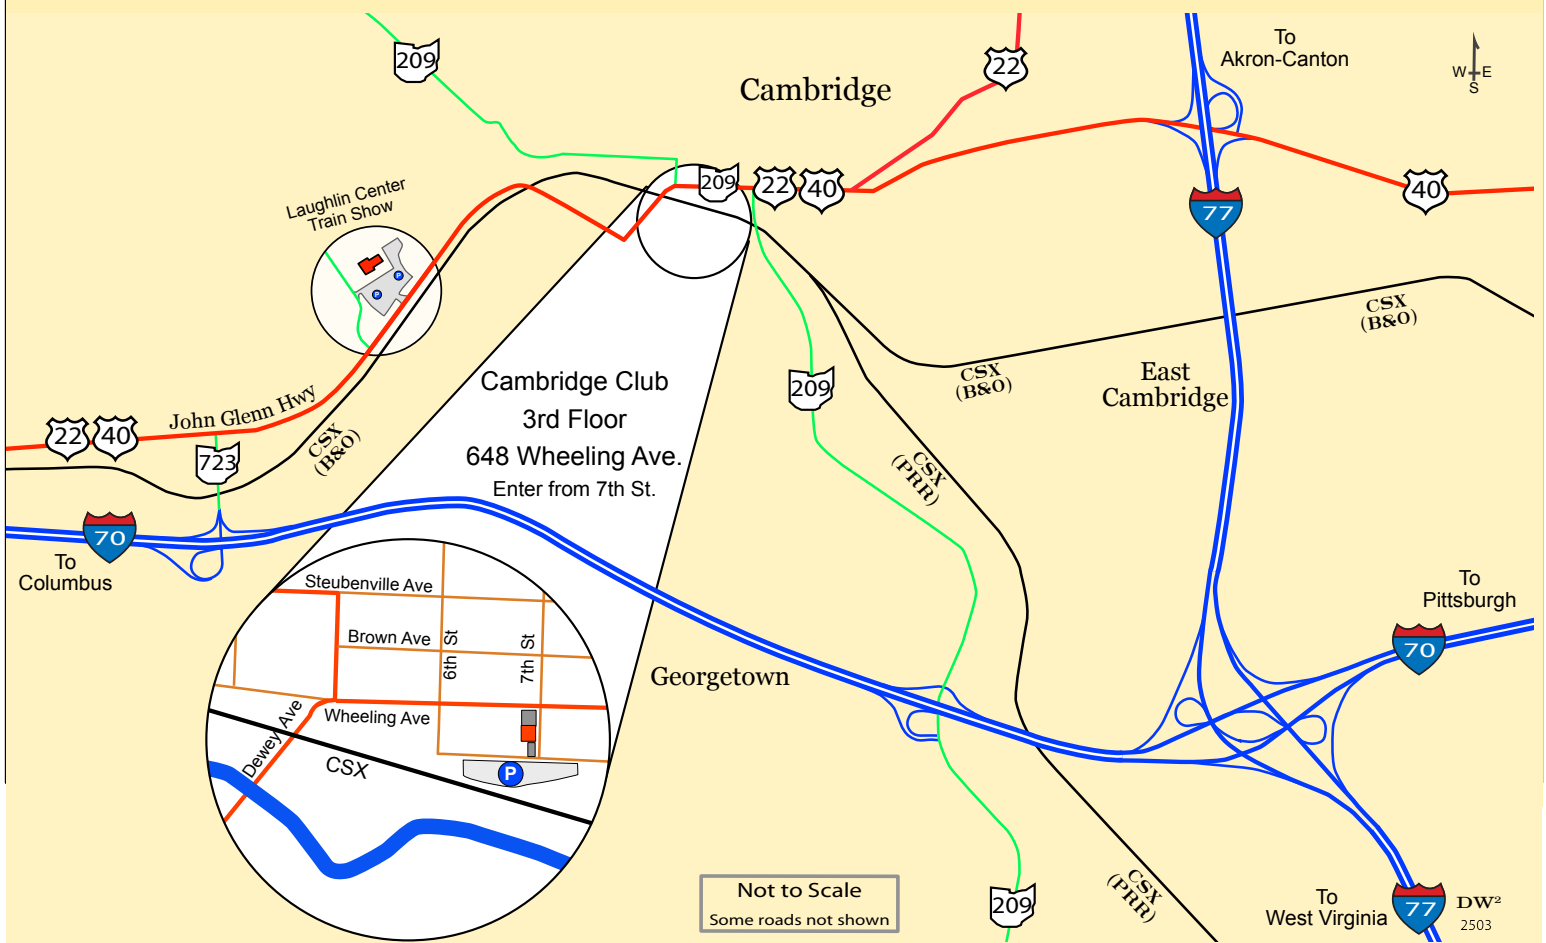 209
Cambridge
22
To
Akron-Canton
W E
S
Laughlin Center
Train Show
P
P
209
22
40
77
40
CSX
(B&O)
Cambridge Club
3rd Floor
648 Wheeling Ave.
Enter from 7th St.
209
CSX
(B&O)
East
Cambridge
22
40
John Glenn Hwy
723
CSX
(B&O)
CSX
(PRR)
70
To
Columbus
To
Pittsburgh
70
Steubenville Ave
Brown Ave
6th St
7th St
Wheeling Ave
Dewey Ave
CSX
P
Georgetown
Not to Scale
Some roads not shown
209
CSX
(PRR)
To
West Virginia
77
DW²
2503